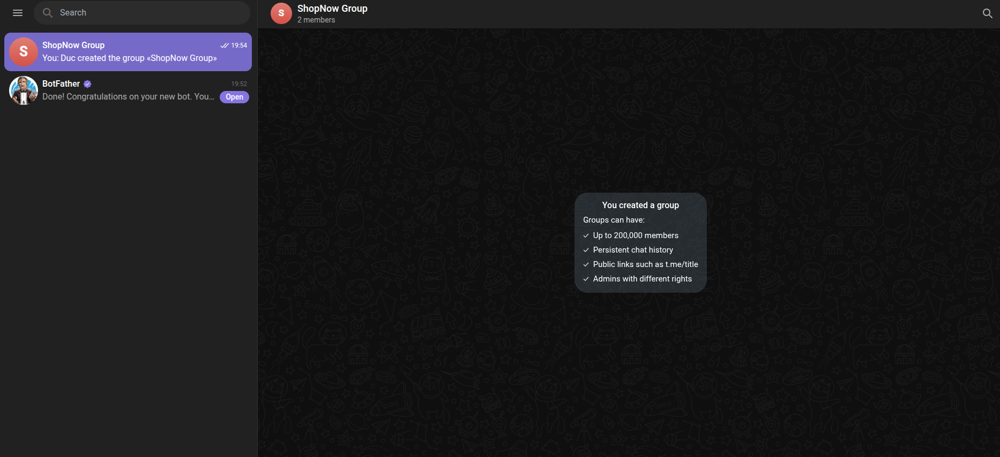 Search
S
ShopNow Group
19:54
You: Duc created the group «ShopNow Group»
BotFather
19:52
Done! Congratulations on your new bot. You...
Open
S
ShopNow Group
2 members
You created a group
Groups can have:
Up to 200,000 members
Persistent chat history
Public links such as t.me/title
Admins with different rights